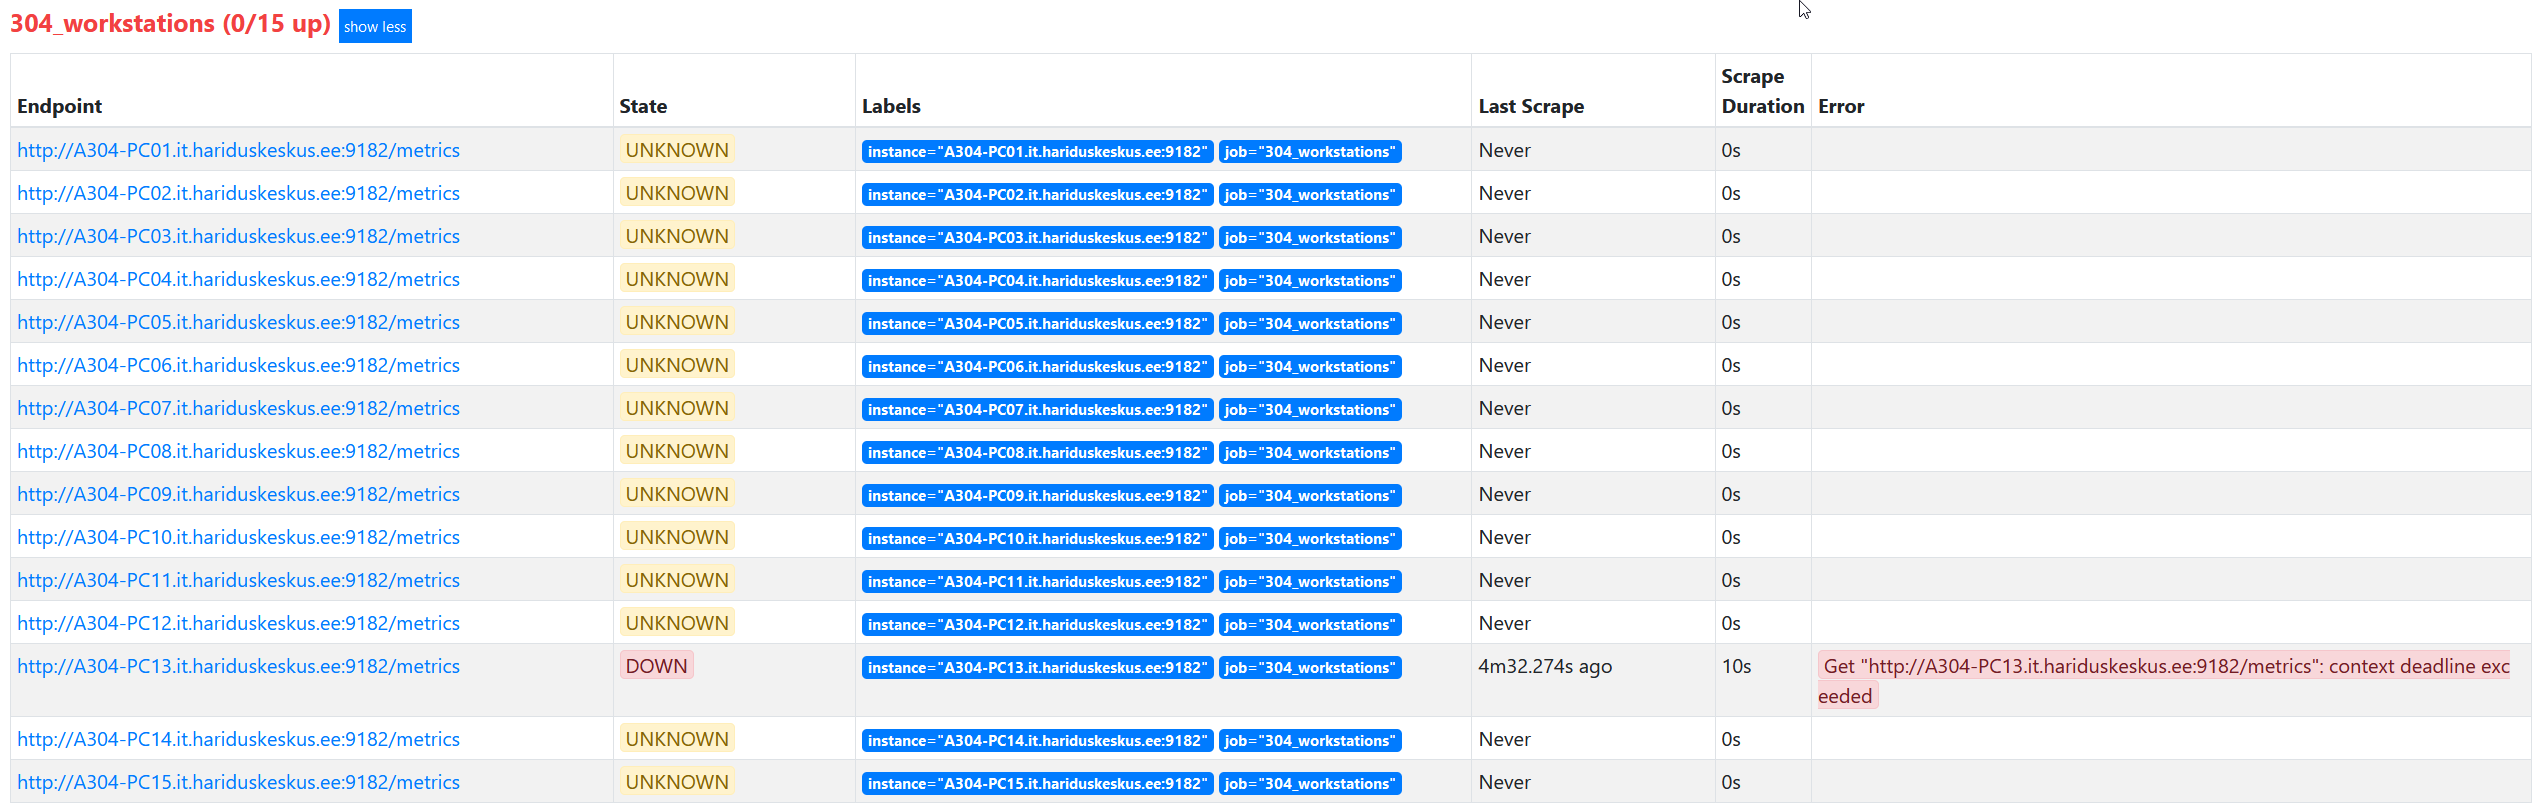 304_workstations (0/15 up) show less
Endpoint State Labels Last Scrape Scrape Duration Error
http://A304-PC01.it.hariduskeskus.ee:9182/metrics UNKNOWN instance="A304-PC01.it.hariduskeskus.ee:9182" job="304_workstations" Never 0s
http://A304-PC02.it.hariduskeskus.ee:9182/metrics UNKNOWN instance="A304-PC02.it.hariduskeskus.ee:9182" job="304_workstations" Never 0s
http://A304-PC03.it.hariduskeskus.ee:9182/metrics UNKNOWN instance="A304-PC03.it.hariduskeskus.ee:9182" job="304_workstations" Never 0s
http://A304-PC04.it.hariduskeskus.ee:9182/metrics UNKNOWN instance="A304-PC04.it.hariduskeskus.ee:9182" job="304_workstations" Never 0s
http://A304-PC05.it.hariduskeskus.ee:9182/metrics UNKNOWN instance="A304-PC05.it.hariduskeskus.ee:9182" job="304_workstations" Never 0s
http://A304-PC06.it.hariduskeskus.ee:9182/metrics UNKNOWN instance="A304-PC06.it.hariduskeskus.ee:9182" job="304_workstations" Never 0s
http://A304-PC07.it.hariduskeskus.ee:9182/metrics UNKNOWN instance="A304-PC07.it.hariduskeskus.ee:9182" job="304_workstations" Never 0s
http://A304-PC08.it.hariduskeskus.ee:9182/metrics UNKNOWN instance="A304-PC08.it.hariduskeskus.ee:9182" job="304_workstations" Never 0s
http://A304-PC09.it.hariduskeskus.ee:9182/metrics UNKNOWN instance="A304-PC09.it.hariduskeskus.ee:9182" job="304_workstations" Never 0s
http://A304-PC10.it.hariduskeskus.ee:9182/metrics UNKNOWN instance="A304-PC10.it.hariduskeskus.ee:9182" job="304_workstations" Never 0s
http://A304-PC11.it.hariduskeskus.ee:9182/metrics UNKNOWN instance="A304-PC11.it.hariduskeskus.ee:9182" job="304_workstations" Never 0s
http://A304-PC12.it.hariduskeskus.ee:9182/metrics UNKNOWN instance="A304-PC12.it.hariduskeskus.ee:9182" job="304_workstations" Never 0s
http://A304-PC13.it.hariduskeskus.ee:9182/metrics DOWN instance="A304-PC13.it.hariduskeskus.ee:9182" job="304_workstations" 4m32.274s ago 10s Get "http://A304-PC13.it.hariduskeskus.ee:9182/metrics": context deadline exc
eeded
http://A304-PC14.it.hariduskeskus.ee:9182/metrics UNKNOWN instance="A304-PC14.it.hariduskeskus.ee:9182" job="304_workstations" Never 0s
http://A304-PC15.it.hariduskeskus.ee:9182/metrics UNKNOWN instance="A304-PC15.it.hariduskeskus.ee:9182" job="304_workstations" Never 0s